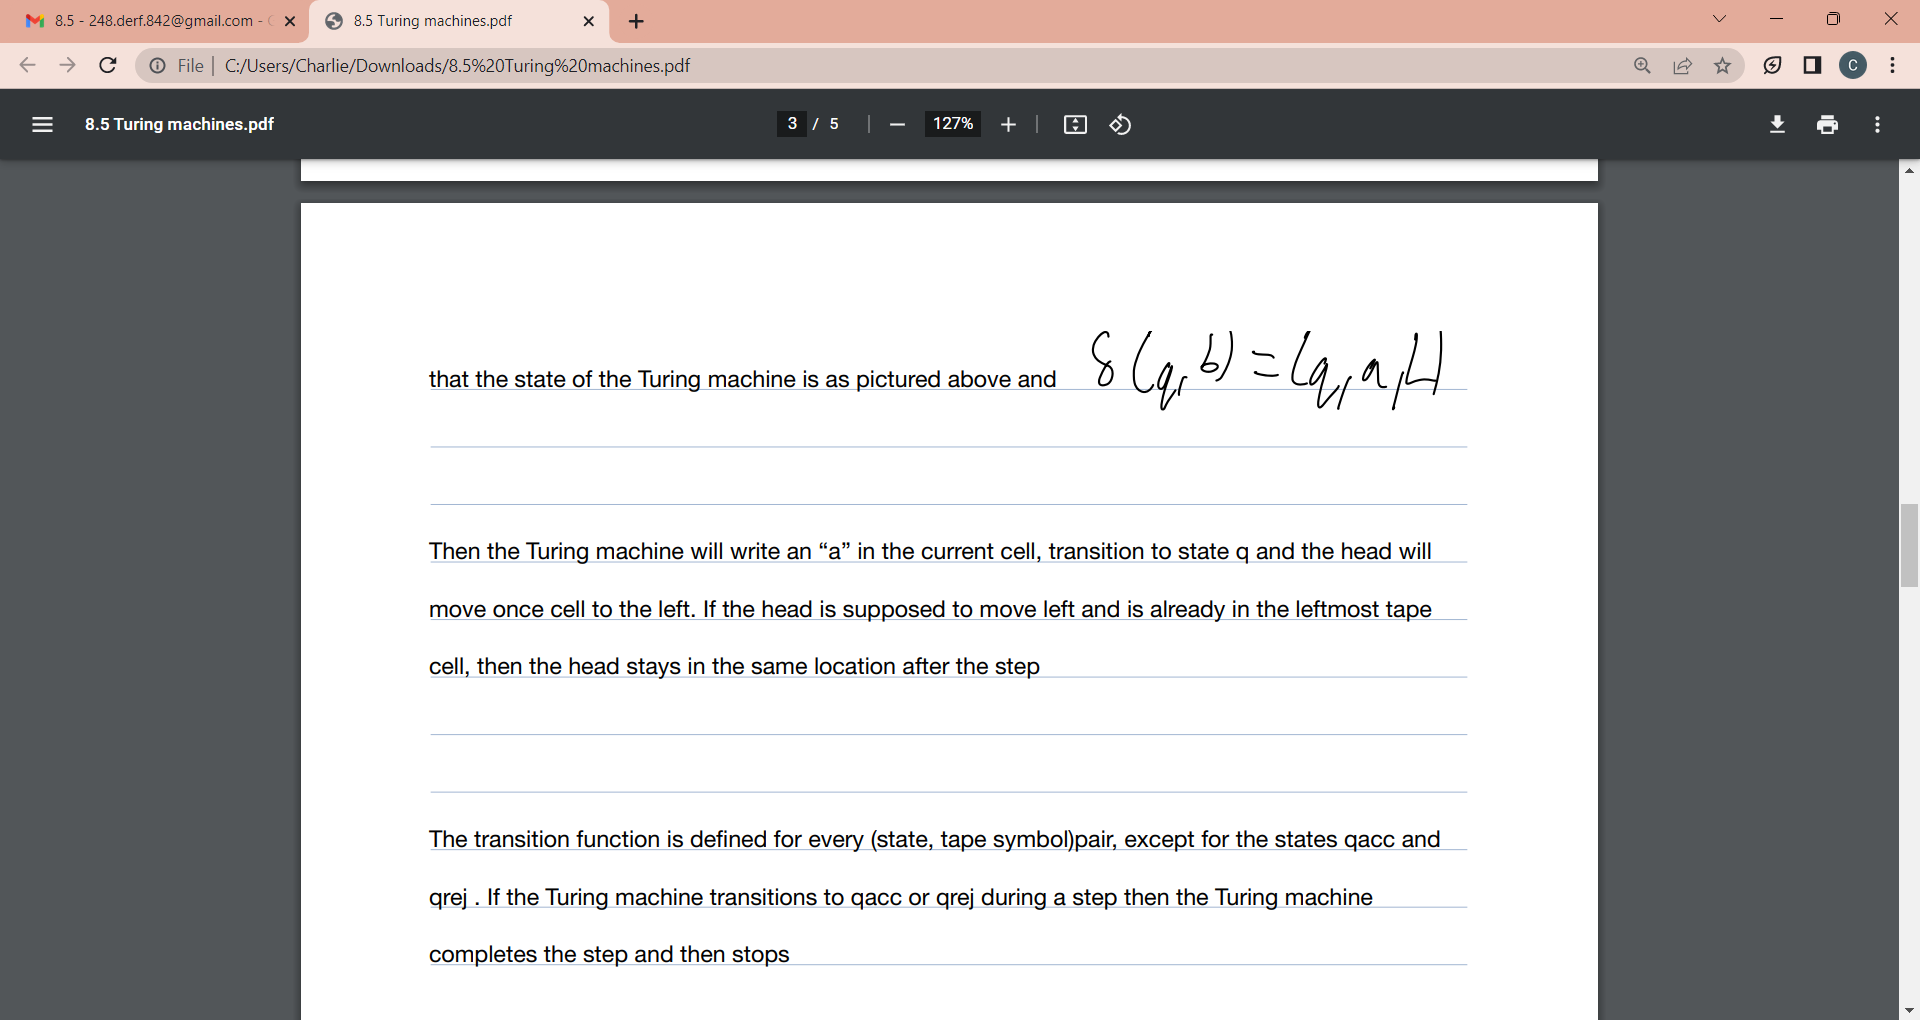 8.5 - 248.derf.842@gmail.com -
8.5 Turing machines.pdf
File | C:/Users/Charlie/Downloads/8.5%20Turing%20machines.pdf
C
8.5 Turing machines.pdf
3 / 5
127%
that the state of the Turing machine is as pictured above and δ(q, b) = (q, a, L)
Then the Turing machine will write an “a” in the current cell, transition to state q and the head will
move once cell to the left. If the head is supposed to move left and is already in the leftmost tape
cell, then the head stays in the same location after the step
The transition function is defined for every (state, tape symbol)pair, except for the states qacc and
qrej . If the Turing machine transitions to qacc or qrej during a step then the Turing machine
completes the step and then stops